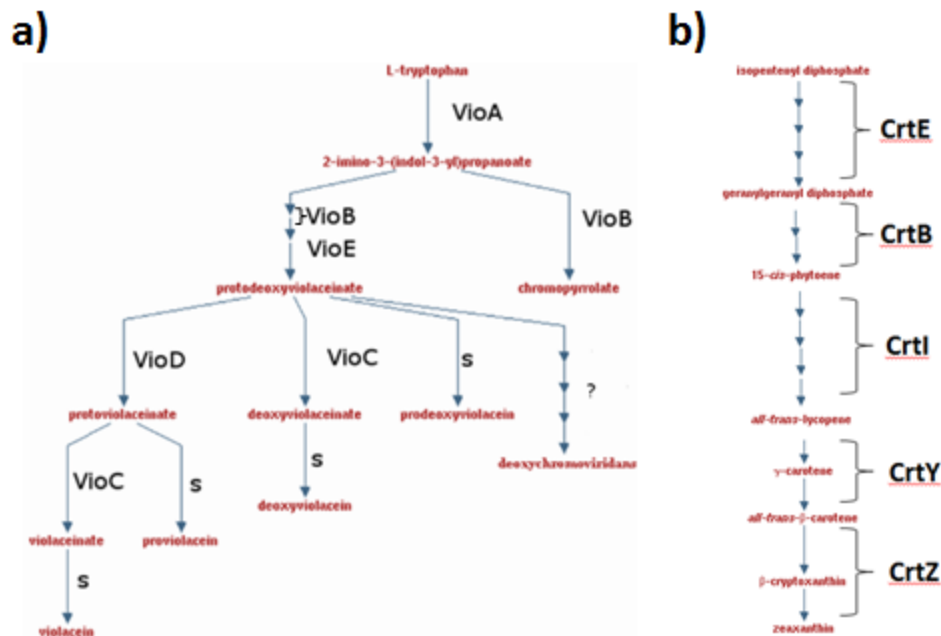 a)
L-tryptophan
VioA
2-imino-3-(indol-3-yl)propanoate
}VioB
VioB
VioE
protodeoxyviolaceinate
chromopyrrolate
VioD
VioC
s
?
protoviolaceinate
deoxyviolaceinate
prodeoxyviolacein
deoxychromoviridans
VioC
s
s
deoxyviolacein
violaceinate
proviolacein
s
violacein
b)
isopentenyl diphosphate
CrtE
geranylgeranyl diphosphate
CrtB
15-cis-phytoene
CrtI
all-trans-lycopene
γ-carotene
CrtY
all-trans-β-carotene
β-cryptoxanthin
CrtZ
zeaxanthin